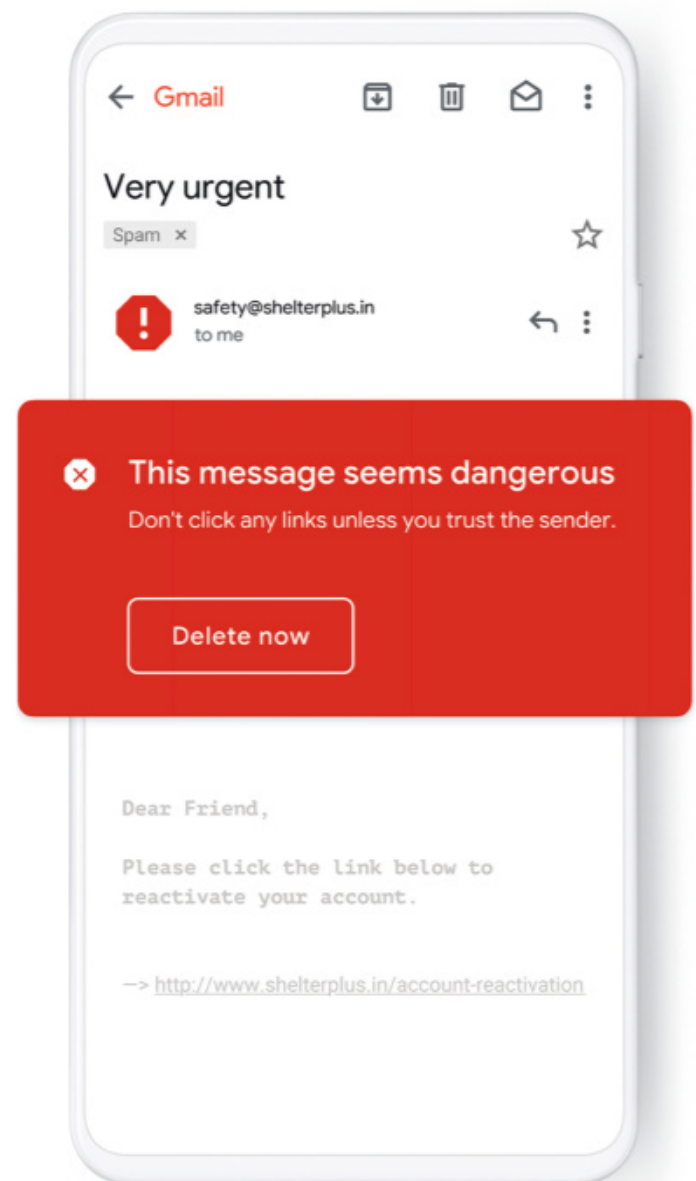 Gmail
Very urgent
Spam ×
safety@shelterplus.in
to me
This message seems dangerous
Don't click any links unless you trust the sender.
Delete now
Dear Friend,
Please click the link below to
reactivate your account.
—> http://www.shelterplus.in/account-reactivation